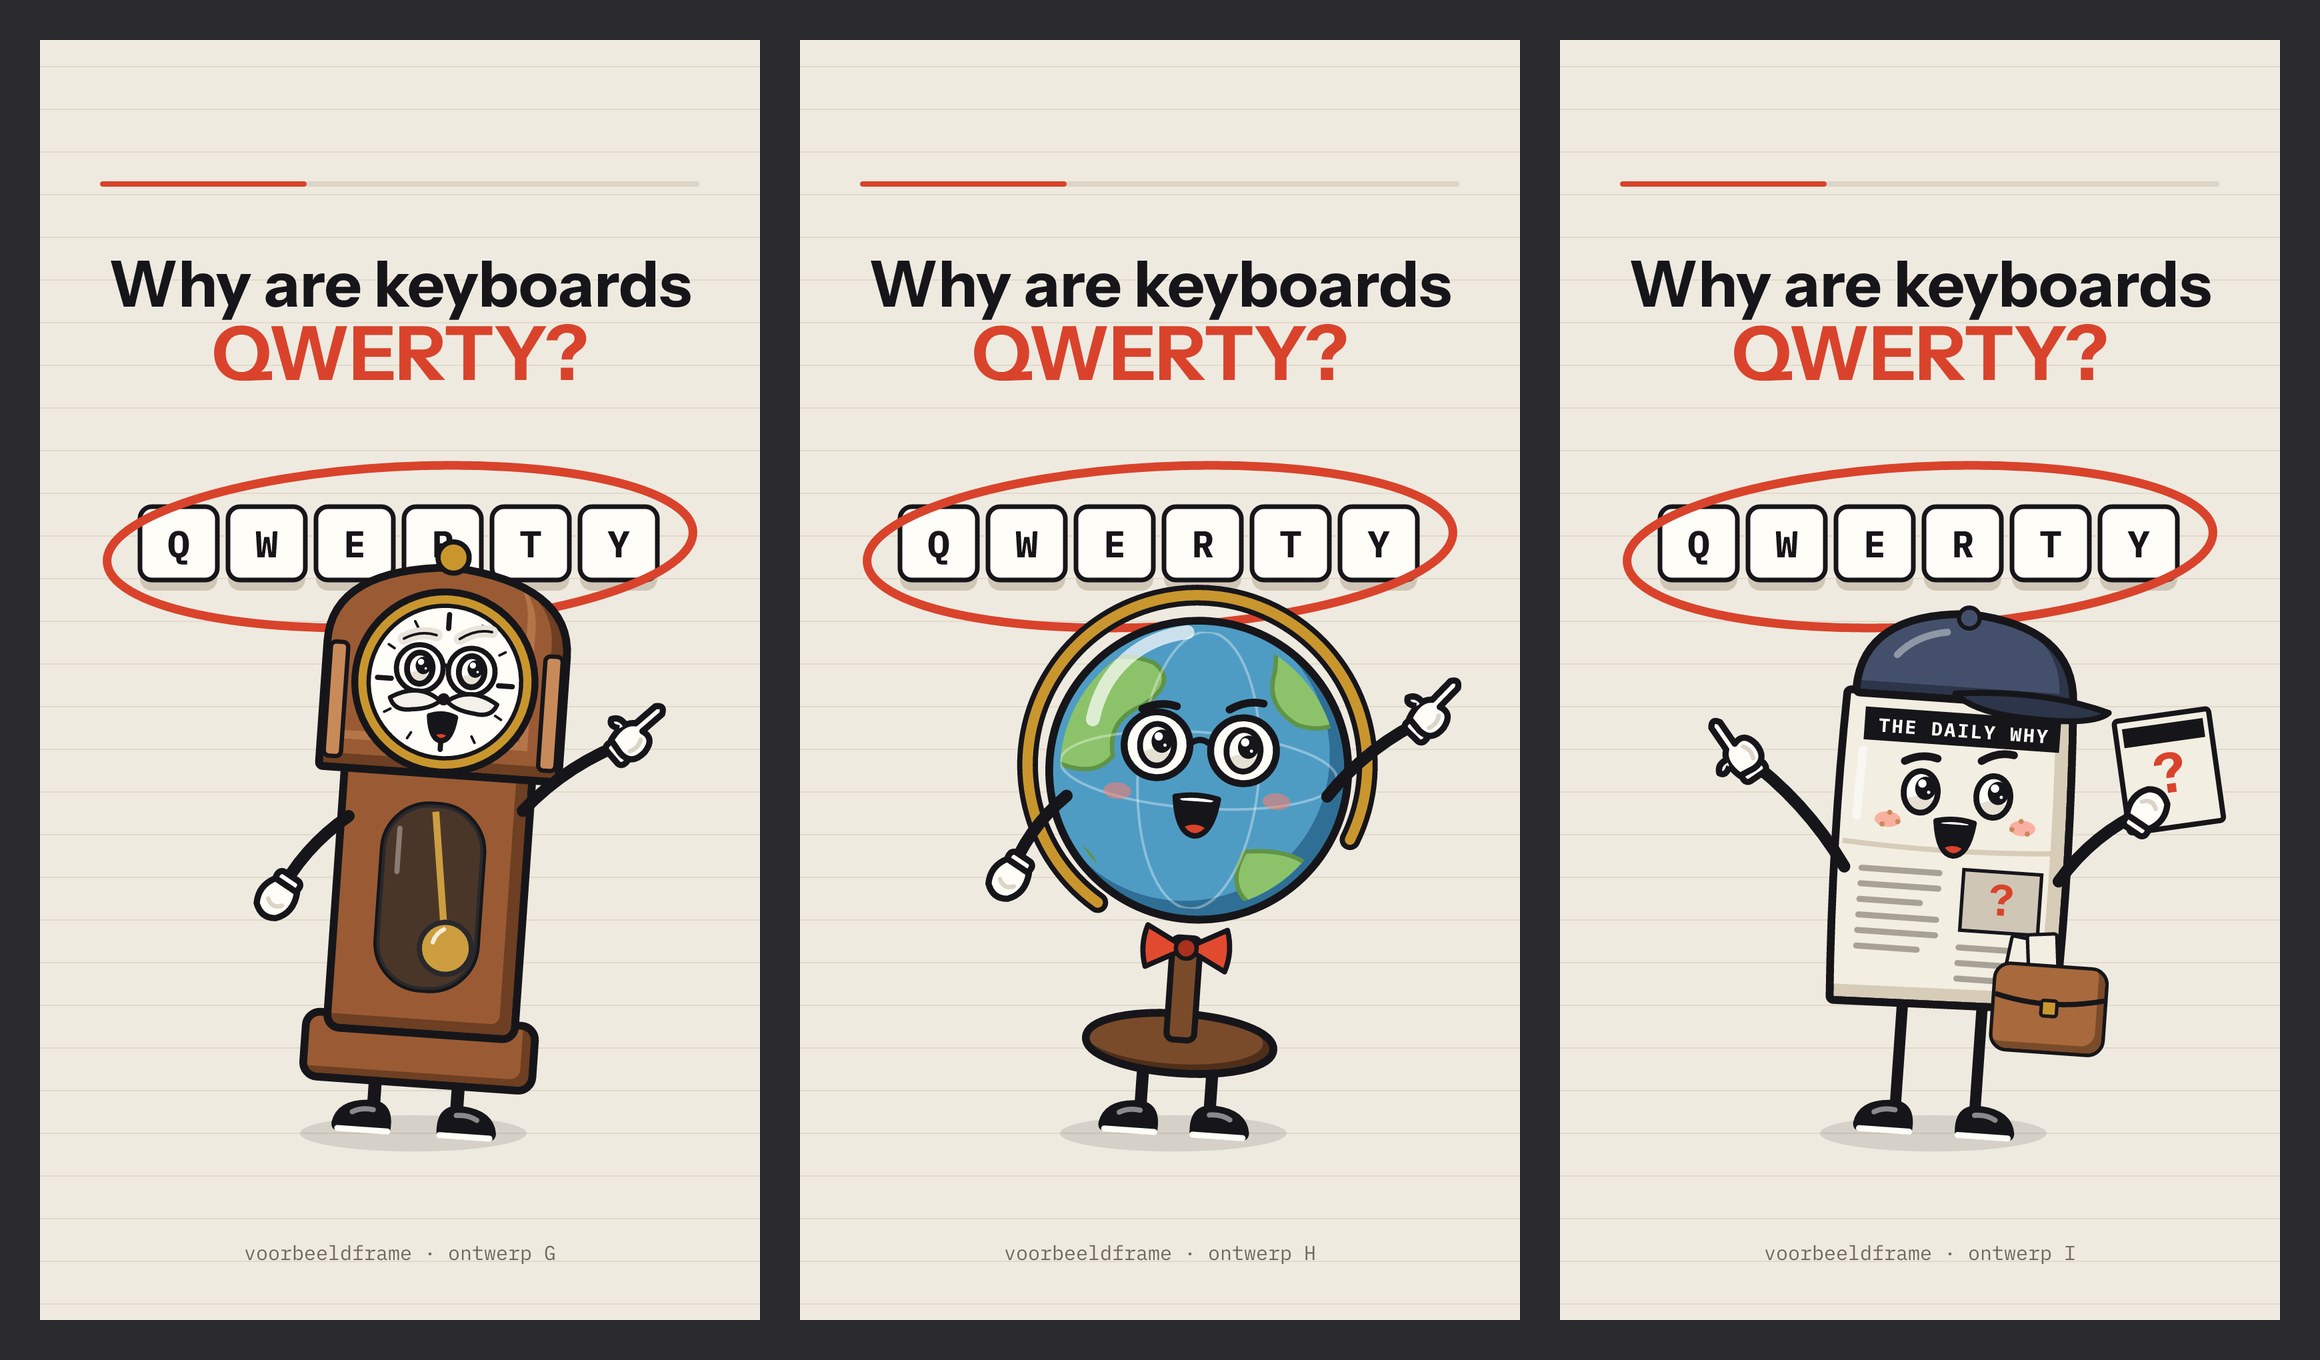 Why are keyboards
QWERTY?
Q W E R T Y
voorbeeldframe · ontwerp G
Why are keyboards
QWERTY?
Q W E R T Y
voorbeeldframe · ontwerp H
Why are keyboards
QWERTY?
Q W E R T Y
THE DAILY WHY
?
?
voorbeeldframe · ontwerp I